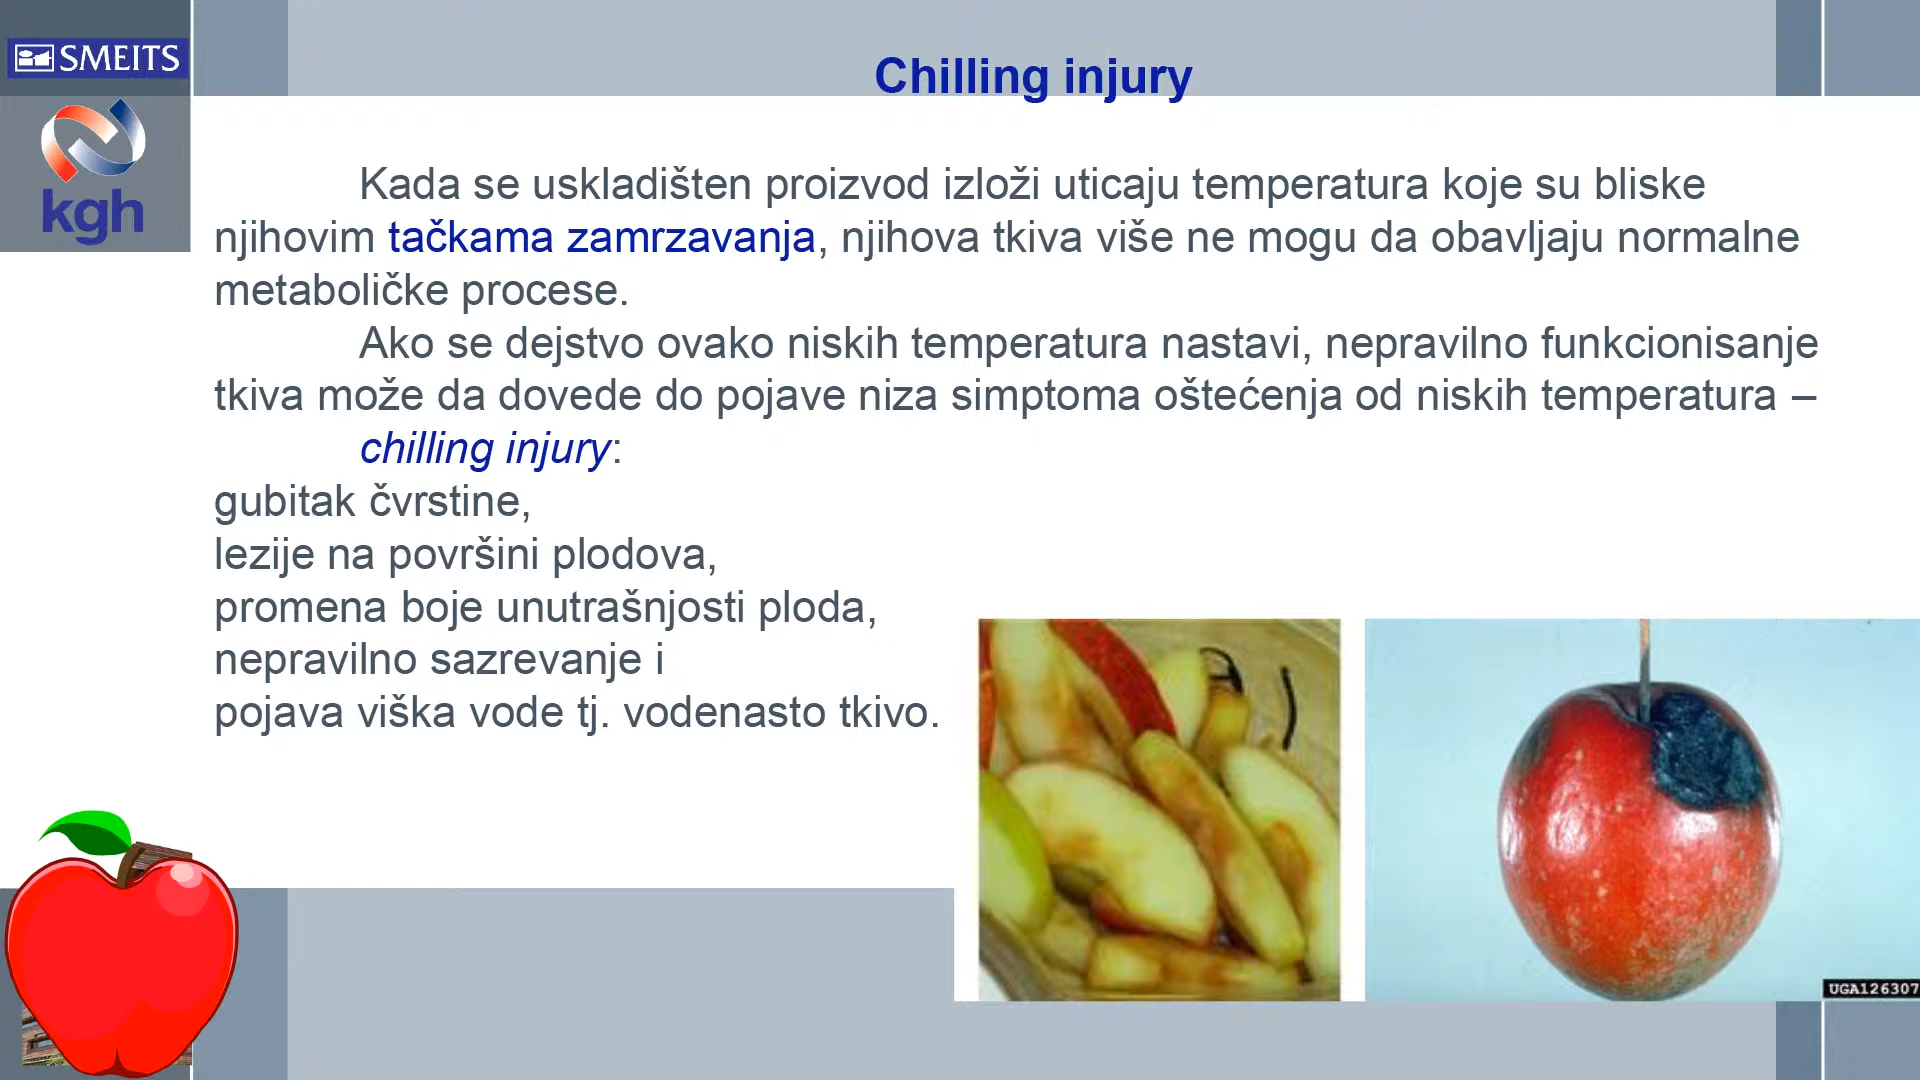 SMEITS
kgh
Chilling injury
Kada se uskladišten proizvod izloži uticaju temperatura koje su bliske
njihovim tačkama zamrzavanja, njihova tkiva više ne mogu da obavljaju normalne
metaboličke procese.
Ako se dejstvo ovako niskih temperatura nastavi, nepravilno funkcionisanje
tkiva može da dovede do pojave niza simptoma oštećenja od niskih temperatura –
chilling injury:
gubitak čvrstine,
lezije na površini plodova,
promena boje unutrašnjosti ploda,
nepravilno sazrevanje i
pojava viška vode tj. vodenasto tkivo.
UGA126307